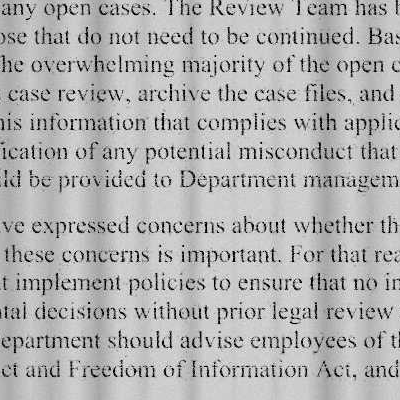 any open cases. The Review Team has b
ose that do not need to be continued. Bas
he overwhelming majority of the open c
case review, archive the case files, and
his information that complies with applic
fication of any potential misconduct that
ld be provided to Department managem
ve expressed concerns about whether th
these concerns is important. For that rea
t implement policies to ensure that no in
tal decisions without prior legal review
epartment should advise employees of th
ct and Freedom of Information Act, and